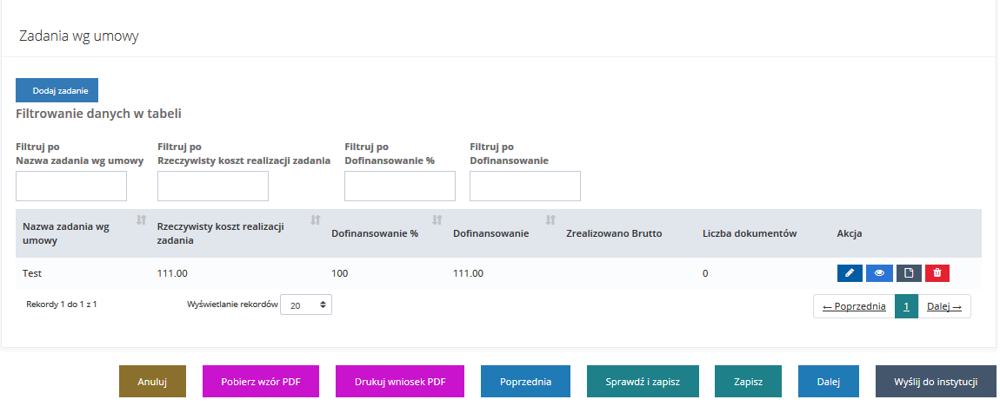 Zadania wg umowy
Dodaj zadanie
Filtrowanie danych w tabeli
Filtruj po
Nazwa zadania wg umowy
Filtruj po
Rzeczywisty koszt realizacji zadania
Filtruj po
Dofinansowanie %
Filtruj po
Dofinansowanie
Nazwa zadania wg
umowy
Rzeczywisty koszt realizacji
zadania
Dofinansowanie %
Dofinansowanie
Zrealizowano Brutto
Liczba dokumentów
Akcja
Test 111.00 100 111.00 0
Rekordy 1 do 1 z 1
Wyświetlanie rekordów 20
← Poprzednia 1 Dalej →
Anuluj Pobierz wzór PDF Drukuj wniosek PDF Poprzednia Sprawdź i zapisz Zapisz Dalej Wyślij do instytucji